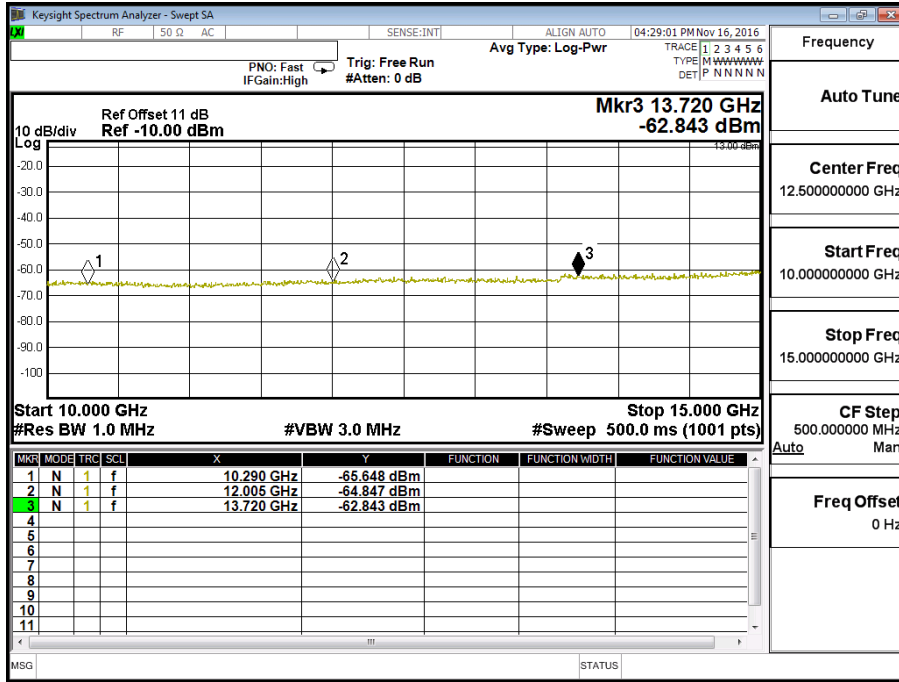 Keysight Spectrum Analyzer - Swept SA
LXI RF 50 Ω AC SENSE:INT ALIGN AUTO 04:29:01 PM Nov 16, 2016
Avg Type: Log-Pwr TRACE 1 2 3 4 5 6
TYPE M WWWWW
DET P N N N N N
PNO: Fast Trig: Free Run
IFGain:High #Atten: 0 dB
Ref Offset 11 dB
10 dB/div Ref -10.00 dBm
Log
Mkr3 13.720 GHz
-62.843 dBm
13.00 dBm
-20.0
-30.0
-40.0
-50.0
-60.0
-70.0
-80.0
-90.0
-100
1
2
3
Start 10.000 GHz Stop 15.000 GHz
#Res BW 1.0 MHz #VBW 3.0 MHz #Sweep 500.0 ms (1001 pts)
MKR MODE TRC SCL X Y FUNCTION FUNCTION WIDTH FUNCTION VALUE
1 N 1 f 10.290 GHz -65.648 dBm
2 N 1 f 12.005 GHz -64.847 dBm
3 N 1 f 13.720 GHz -62.843 dBm
4
5
6
7
8
9
10
11
MSG STATUS
Frequency
Auto Tune
Center Freq
12.500000000 GHz
Start Freq
10.000000000 GHz
Stop Freq
15.000000000 GHz
CF Step
500.000000 MHz
Auto Man
Freq Offset
0 Hz